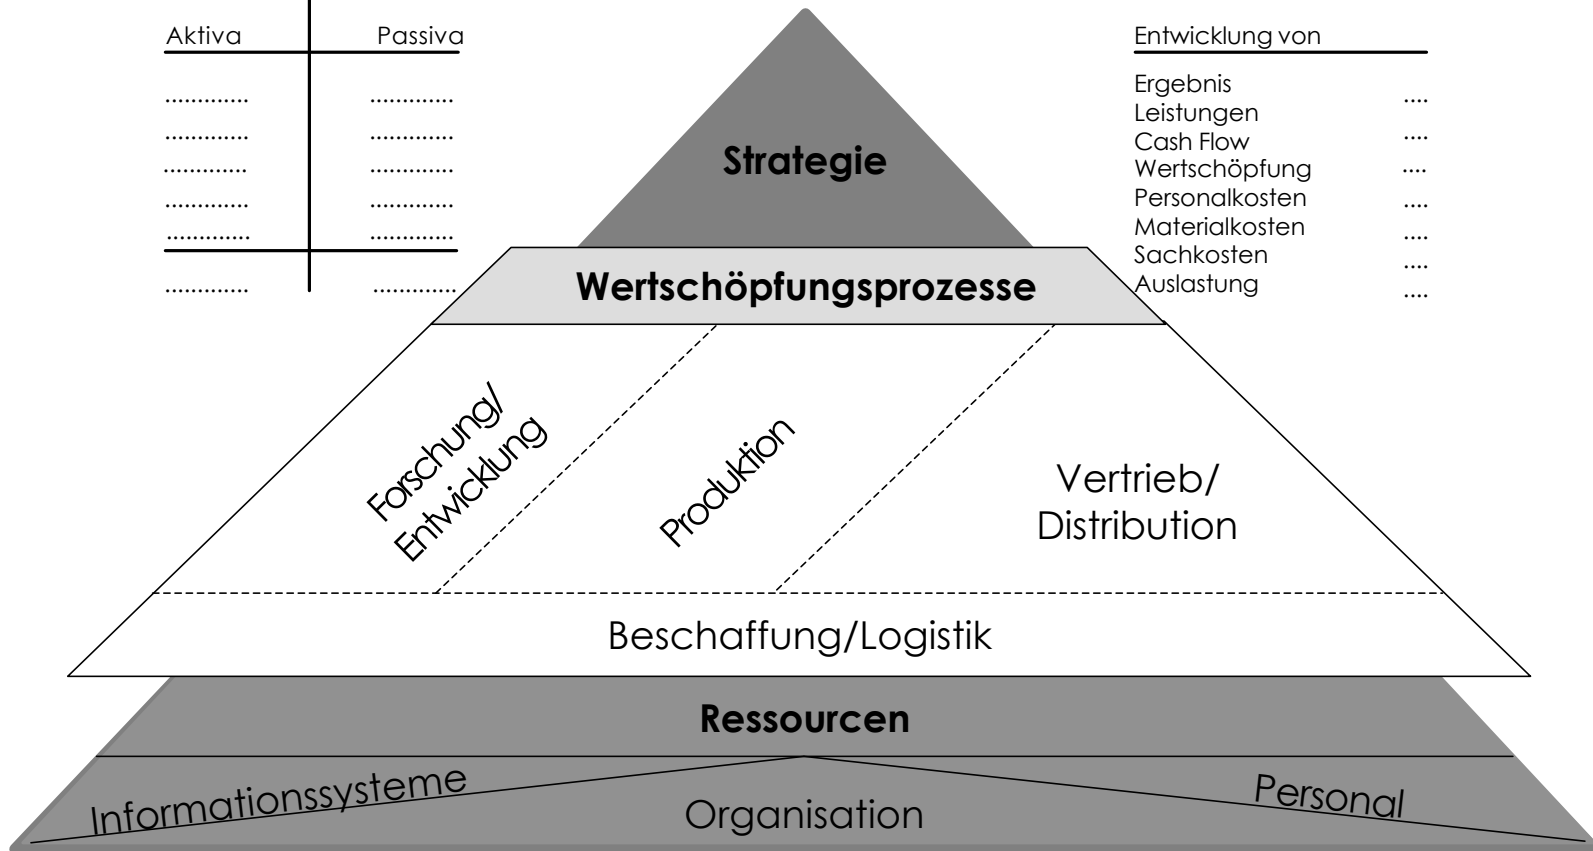 Aktiva Passiva
............. .............
............. .............
............. .............
............. .............
............. .............
............. .............
Entwicklung von
Ergebnis ....
Leistungen
Cash Flow ....
Wertschöpfung ....
Personalkosten ....
Materialkosten ....
Sachkosten ....
Auslastung ....
Strategie
Wertschöpfungsprozesse
Forschung/
Entwicklung
Produktion
Vertrieb/
Distribution
Beschaffung/Logistik
Ressourcen
Informationssysteme
Organisation
Personal